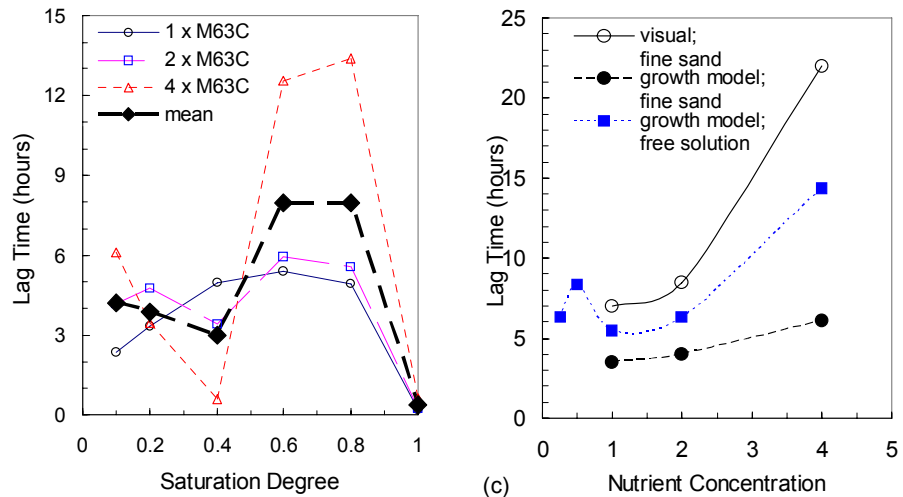 15
12
9
6
3
0
Lag Time (hours)
1 x M63C
2 x M63C
4 x M63C
mean
0 0.2 0.4 0.6 0.8 1
Saturation Degree
(c)
25
20
15
10
5
0
Lag Time (hours)
visual;
fine sand
growth model;
fine sand
growth model;
free solution
0 1 2 3 4 5
Nutrient Concentration